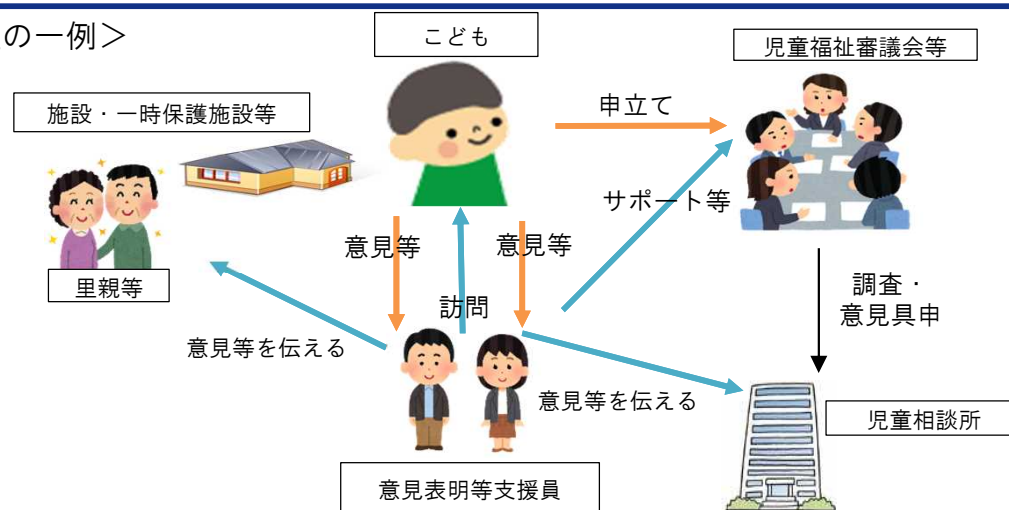 の一例＞
こども
児童福祉審議会等
施設・一時保護施設等
申立て
サポート等
意見等
意見等
里親等
訪問
調査・
意見具申
意見等を伝える
意見等を伝える
児童相談所
意見表明等支援員